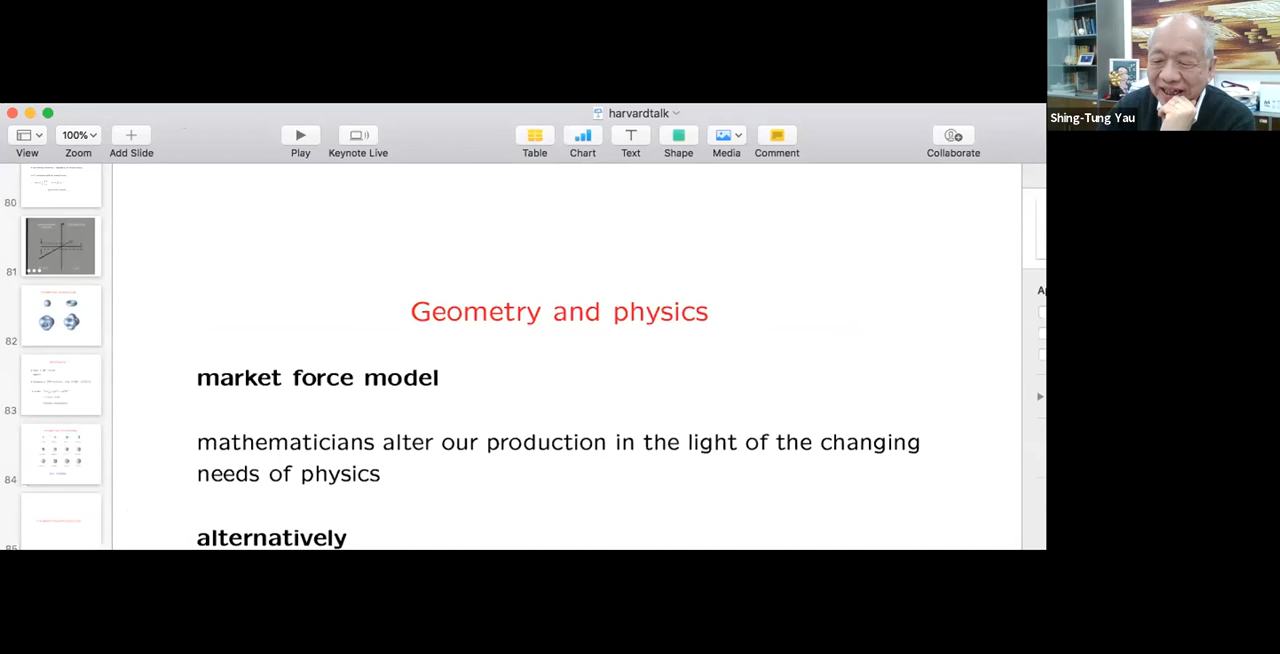 harvardtalk
View
100%
Zoom
Add Slide
Play
Keynote Live
Table
Chart
Text
Shape
Media
Comment
Collaborate
Shing-Tung Yau
80
81
82
83
84
85
Geometry and physics
market force model
mathematicians alter our production in the light of the changing
needs of physics
alternatively